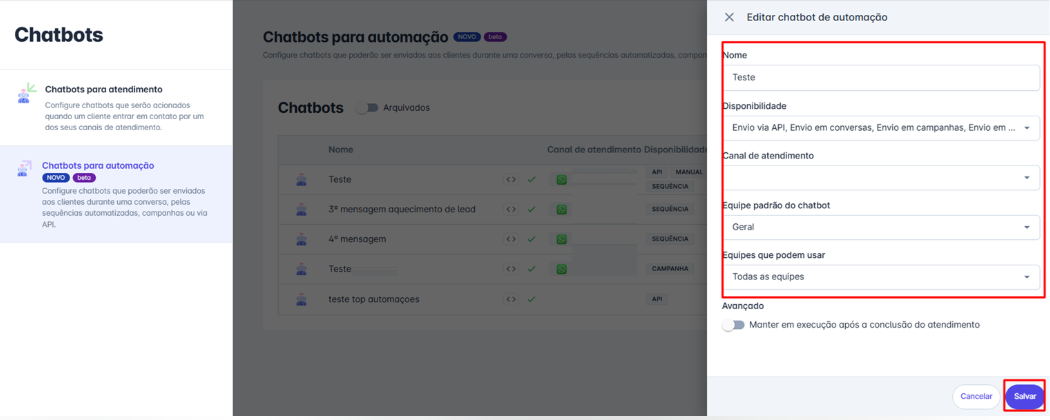 Chatbots
Chatbots para atendimento
Configure chatbots que serão acionados
quando um cliente entrar em contato por um
dos seus canais de atendimento.
Chatbots para automação
NOVO beta
Configure chatbots que poderão ser enviados
aos clientes durante uma conversa, pelas
sequências automatizadas, campanhas ou via
API.
Chatbots para automação NOVO beta
Configure chatbots que poderão ser enviados aos clientes durante uma conversa, pelas sequências automatizadas, campan
Chatbots Arquivados
Nome Canal de atendimento Disponibilidade
Teste API MANUAL
SEQUÊNCIA
3º mensagem aquecimento de lead SEQUÊNCIA
4º mensagem SEQUÊNCIA
Teste CAMPANHA
teste top automaçoes API
Editar chatbot de automação
Nome
Teste
Disponibilidade
Envio via API, Envio em conversas, Envio em campanhas, Envio em ...
Canal de atendimento
Equipe padrão do chatbot
Geral
Equipes que podem usar
Todas as equipes
Avançado
Manter em execução após a conclusão do atendimento
Cancelar Salvar